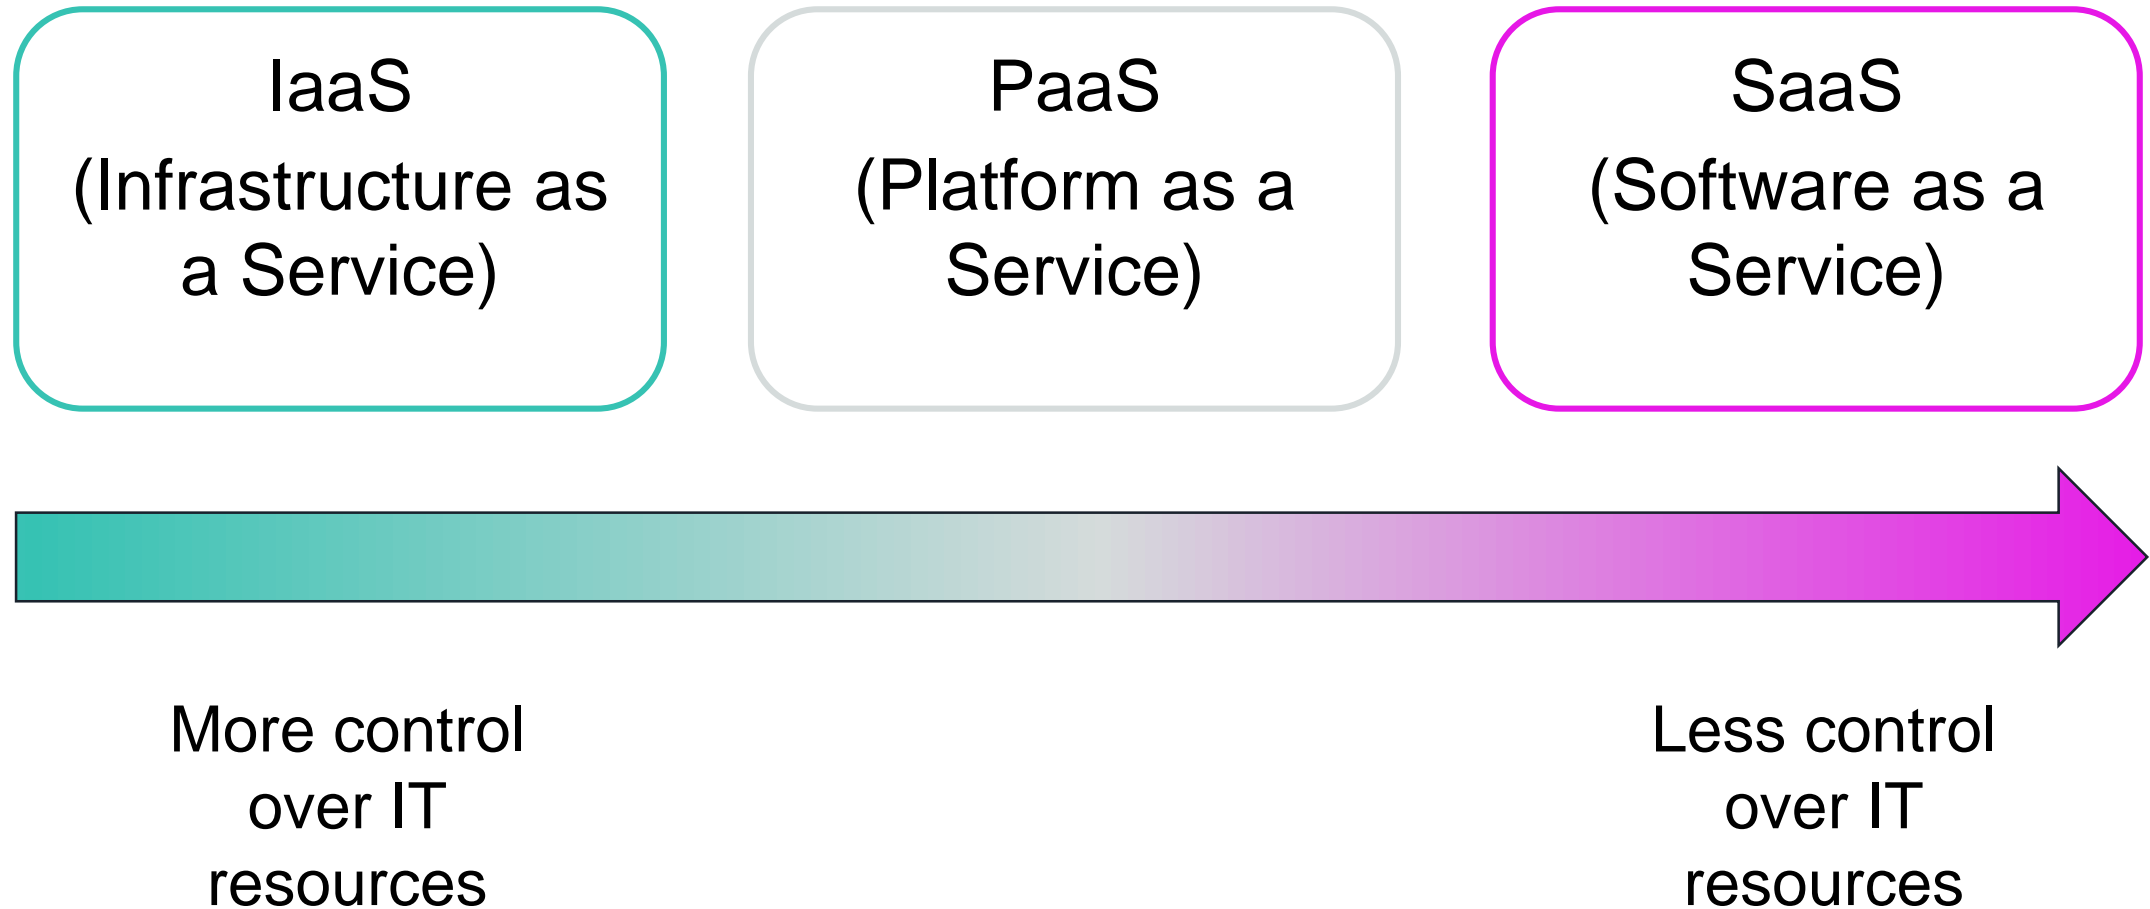 IaaS
(Infrastructure as
a Service)
PaaS
(Platform as a
Service)
SaaS
(Software as a
Service)
More control
over IT
resources
Less control
over IT
resources